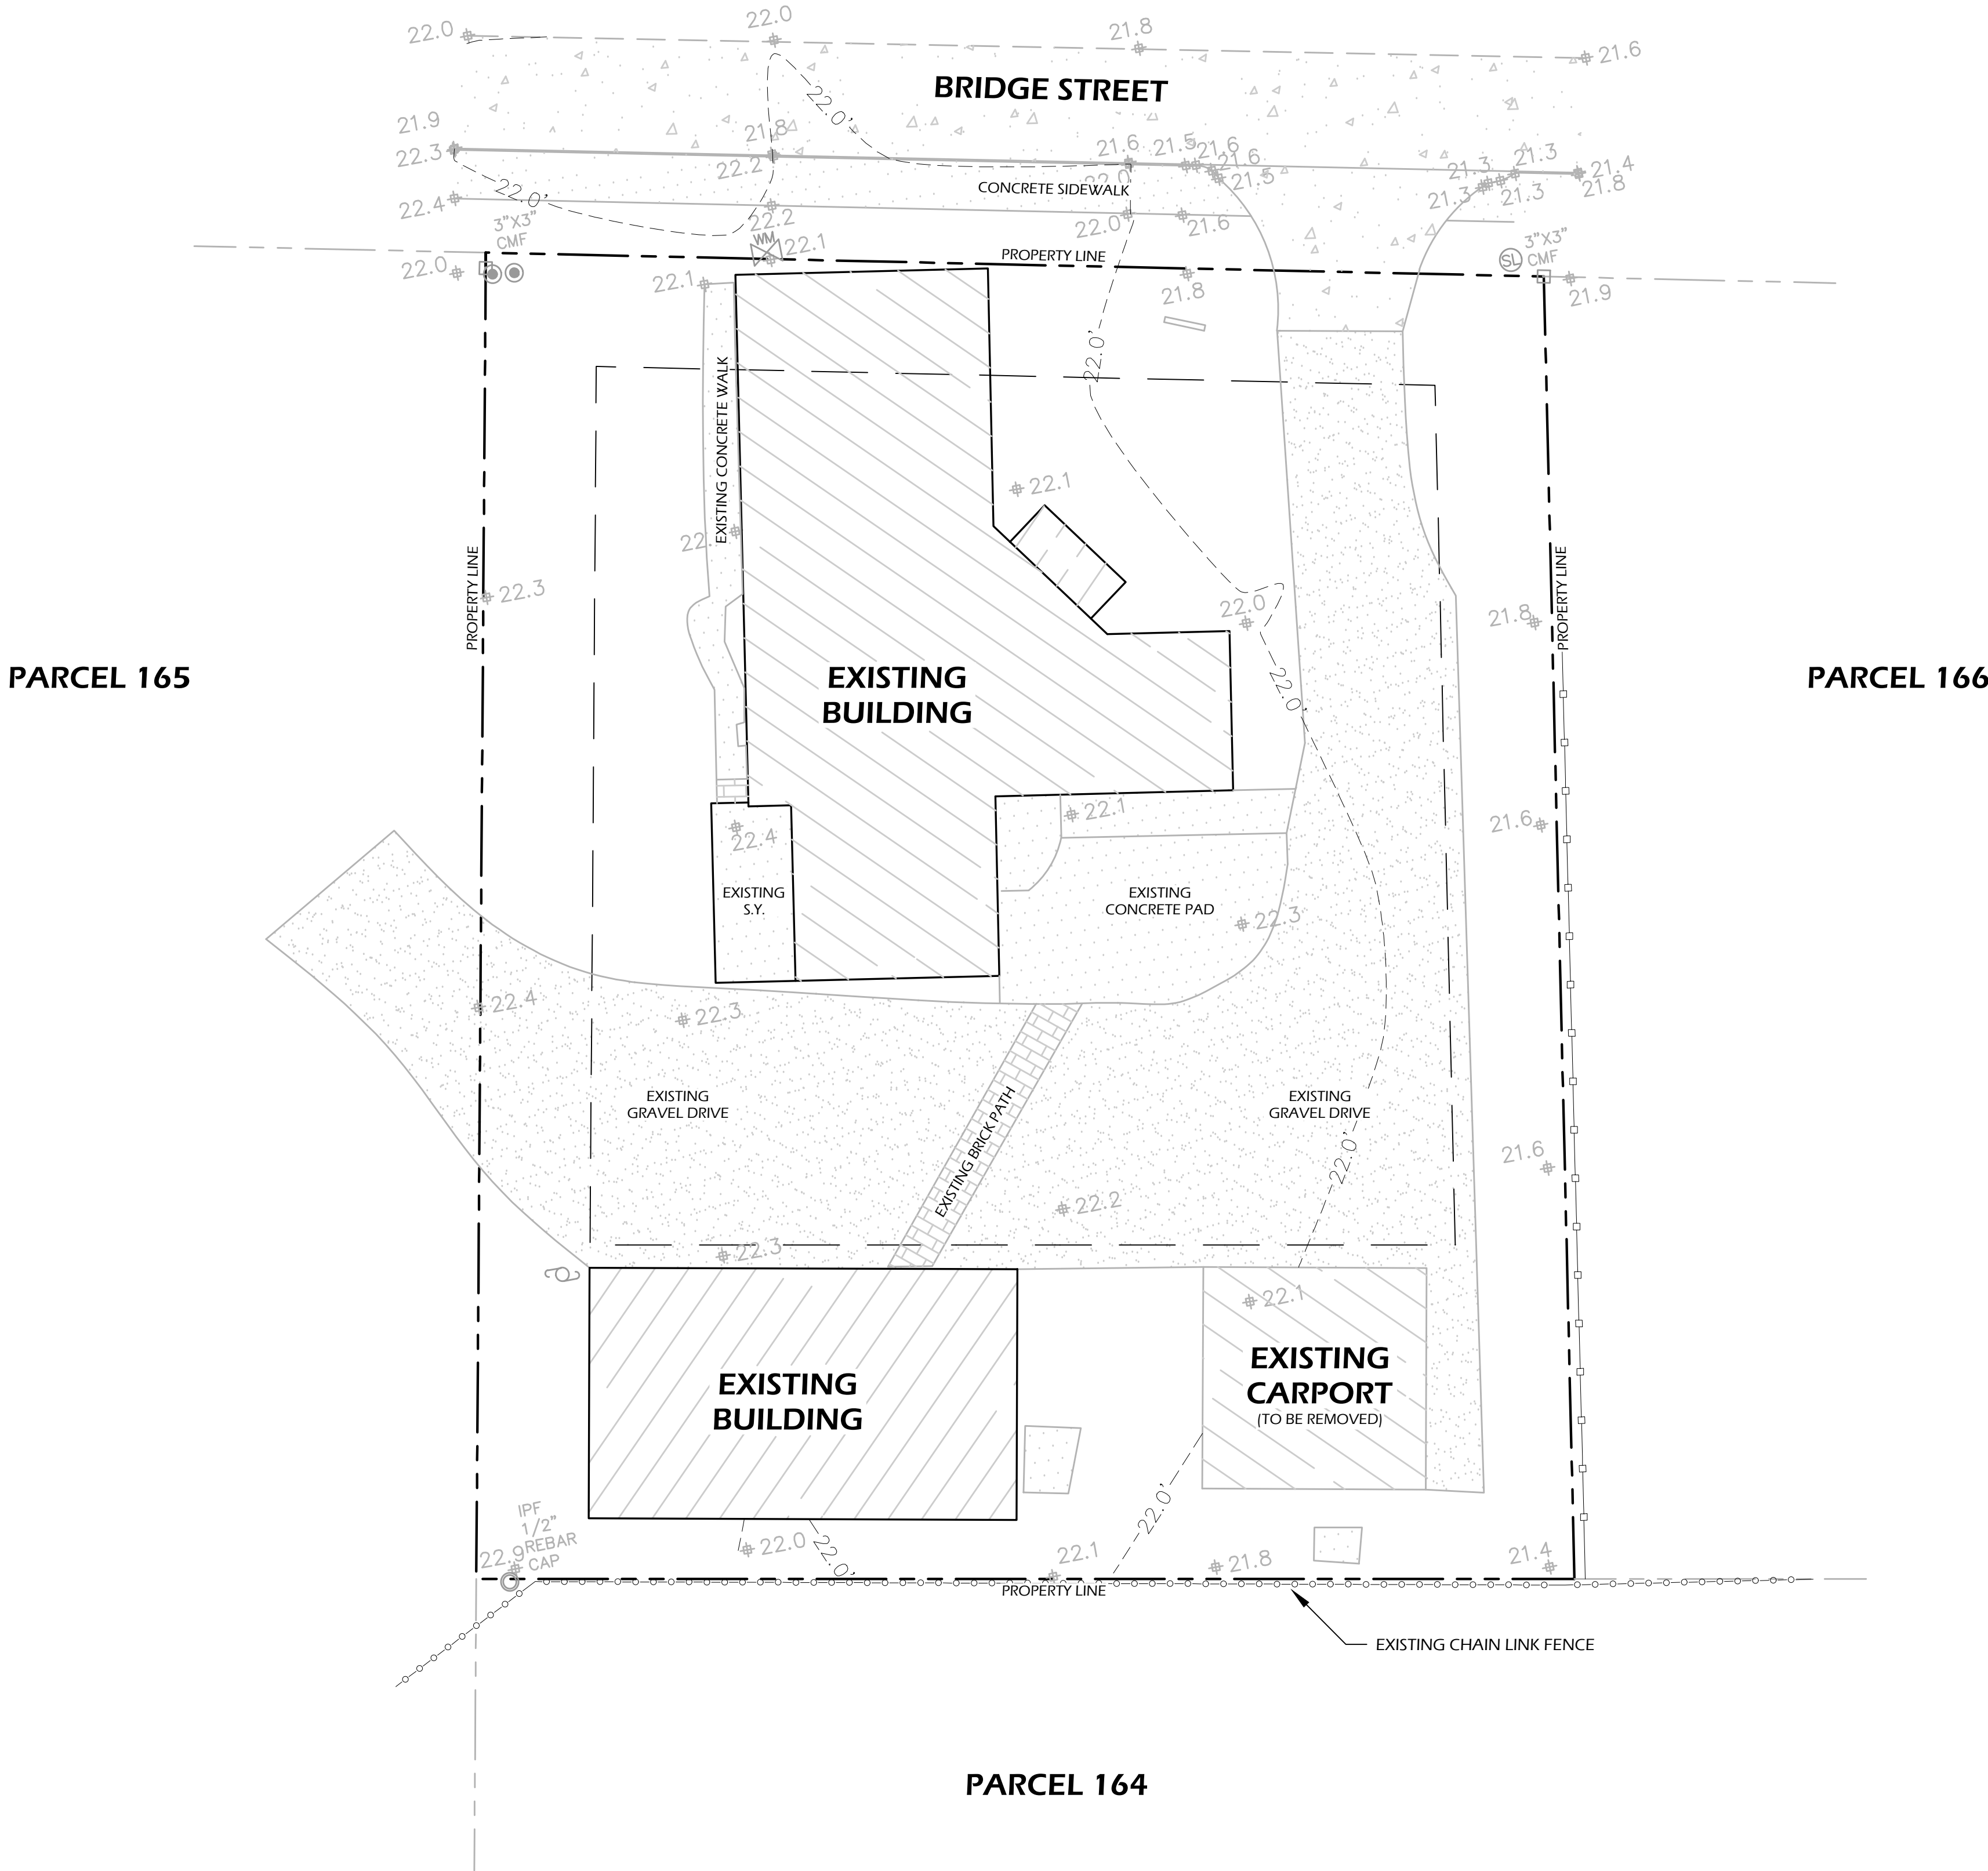 22.0
22.0
21.8
21.6
BRIDGE STREET
22.0'
21.9
22.3
21.8
22.2
21.6
22.0
21.5
21.6
21.6
21.5
21.3
21.3
21.3
21.3
21.4
21.8
CONCRETE SIDEWALK
22.0'
22.4
22.2
22.0
21.6
3"X3"
CMF
WM
22.1
PROPERTY LINE
3"X3"
CMF
SL
22.0
22.1
21.8
21.9
22.0'
EXISTING CONCRETE WALK
22.1
PROPERTY LINE
22.3
22.0
21.8
PROPERTY LINE
PARCEL 165
EXISTING
BUILDING
22.0'
PARCEL 166
22.4
22.1
21.6
EXISTING
S.Y.
EXISTING
CONCRETE PAD
22.3
22.4
22.3
EXISTING
GRAVEL DRIVE
EXISTING BRICK PATH
EXISTING
GRAVEL DRIVE
22.0'
21.6
22.2
22.3
22.1
EXISTING
BUILDING
EXISTING
CARPORT
(TO BE REMOVED)
22.0'
IPF
1/2"
REBAR
CAP
22.9
22.0
22.0'
22.1
21.8
21.4
PROPERTY LINE
EXISTING CHAIN LINK FENCE
PARCEL 164